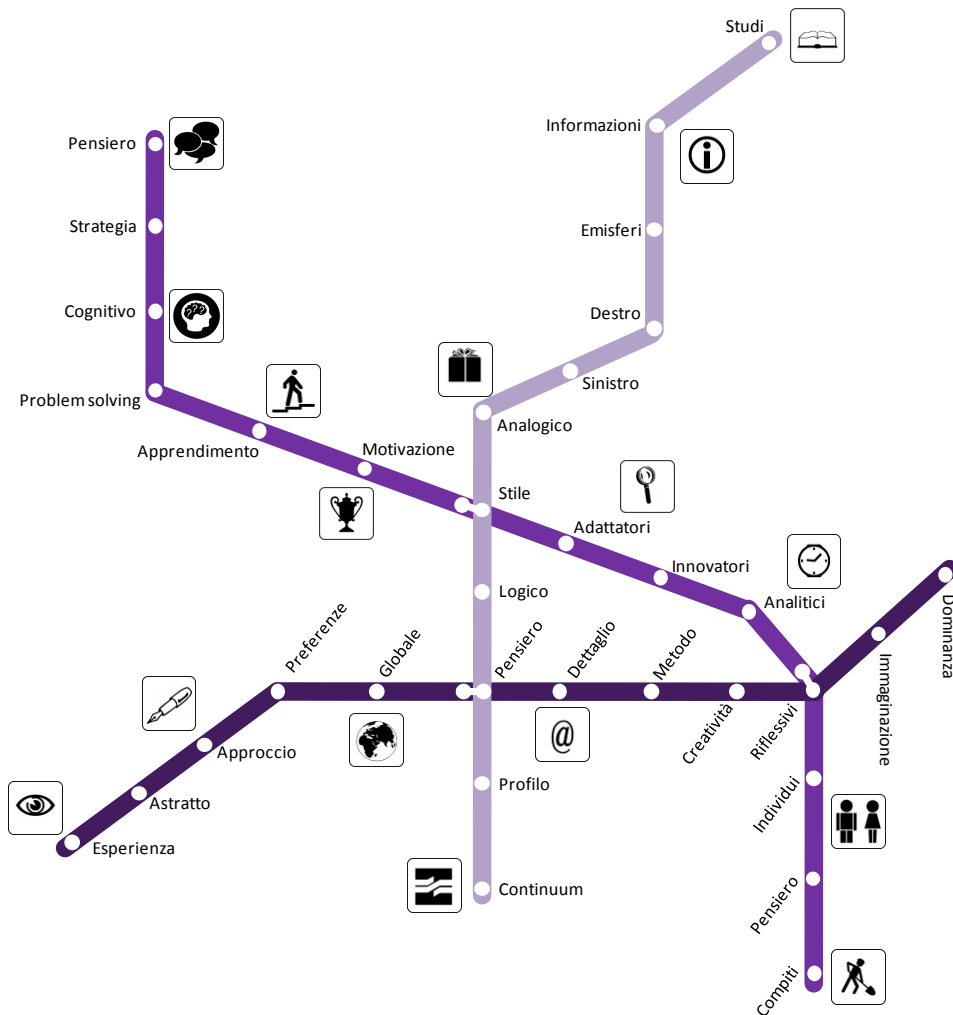 Studi
Informazioni
Pensiero
Strategia
Emisferi
Cognitivo
Destro
Sinistro
Problem solving
Analogico
Apprendimento
Motivazione
Stile
Adattatori
Innovatori
Logico
Analitici
Dominanza
Preferenze
Globale
Pensiero
Dettaglio
Metodo
Immaginazione
Creatività
Riflessivi
Approccio
Individui
Profilo
Astratto
@
Esperienza
Continuum
Pensiero
Compiti